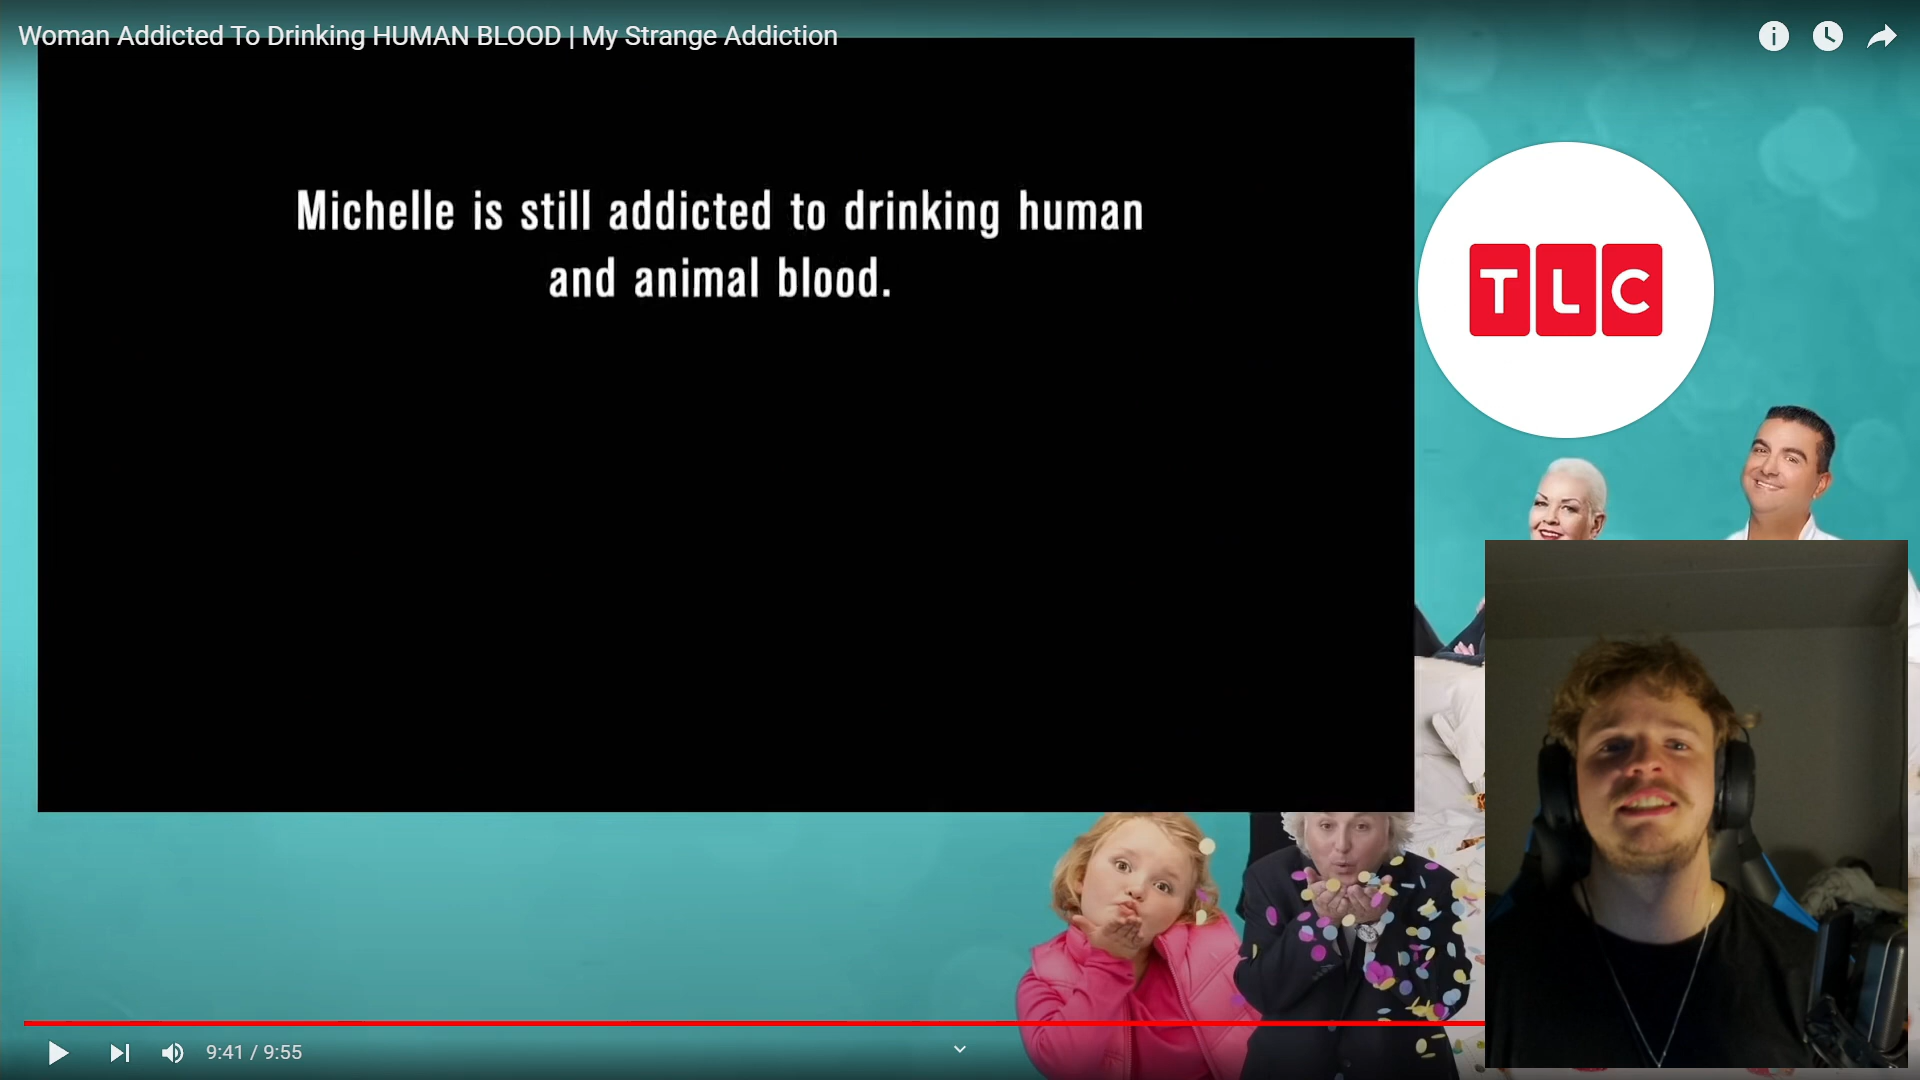 Woman Addicted To Drinking HUMAN BLOOD | My Strange Addiction
Michelle is still addicted to drinking human
and animal blood.
TLC
9:41 / 9:55